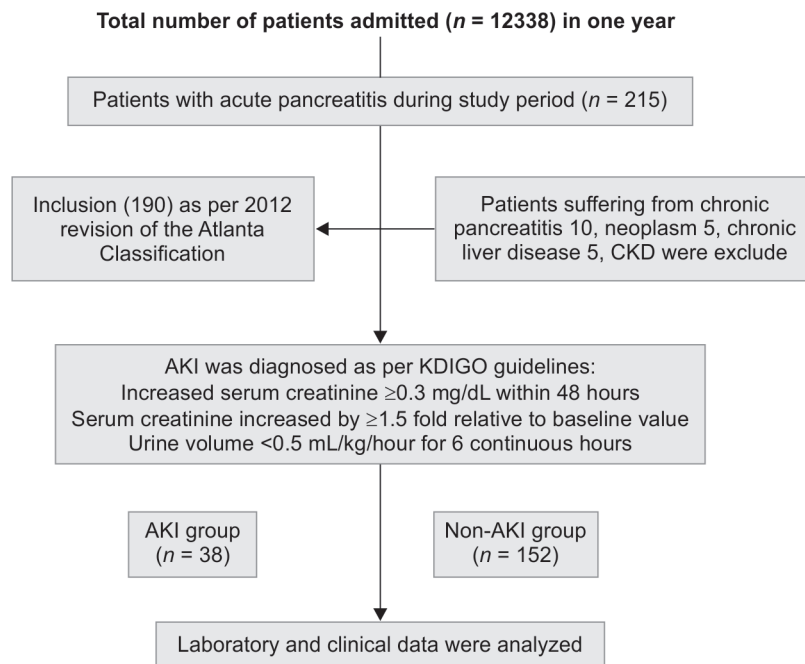 Total number of patients admitted (n = 12338) in one year
Patients with acute pancreatitis during study period (n = 215)
Inclusion (190) as per 2012
revision of the Atlanta
Classification
Patients suffering from chronic
pancreatitis 10, neoplasm 5, chronic
liver disease 5, CKD were exclude
AKI was diagnosed as per KDIGO guidelines:
Increased serum creatinine ≥0.3 mg/dL within 48 hours
Serum creatinine increased by ≥1.5 fold relative to baseline value
Urine volume <0.5 mL/kg/hour for 6 continuous hours
AKI group
(n = 38)
Non-AKI group
(n = 152)
Laboratory and clinical data were analyzed